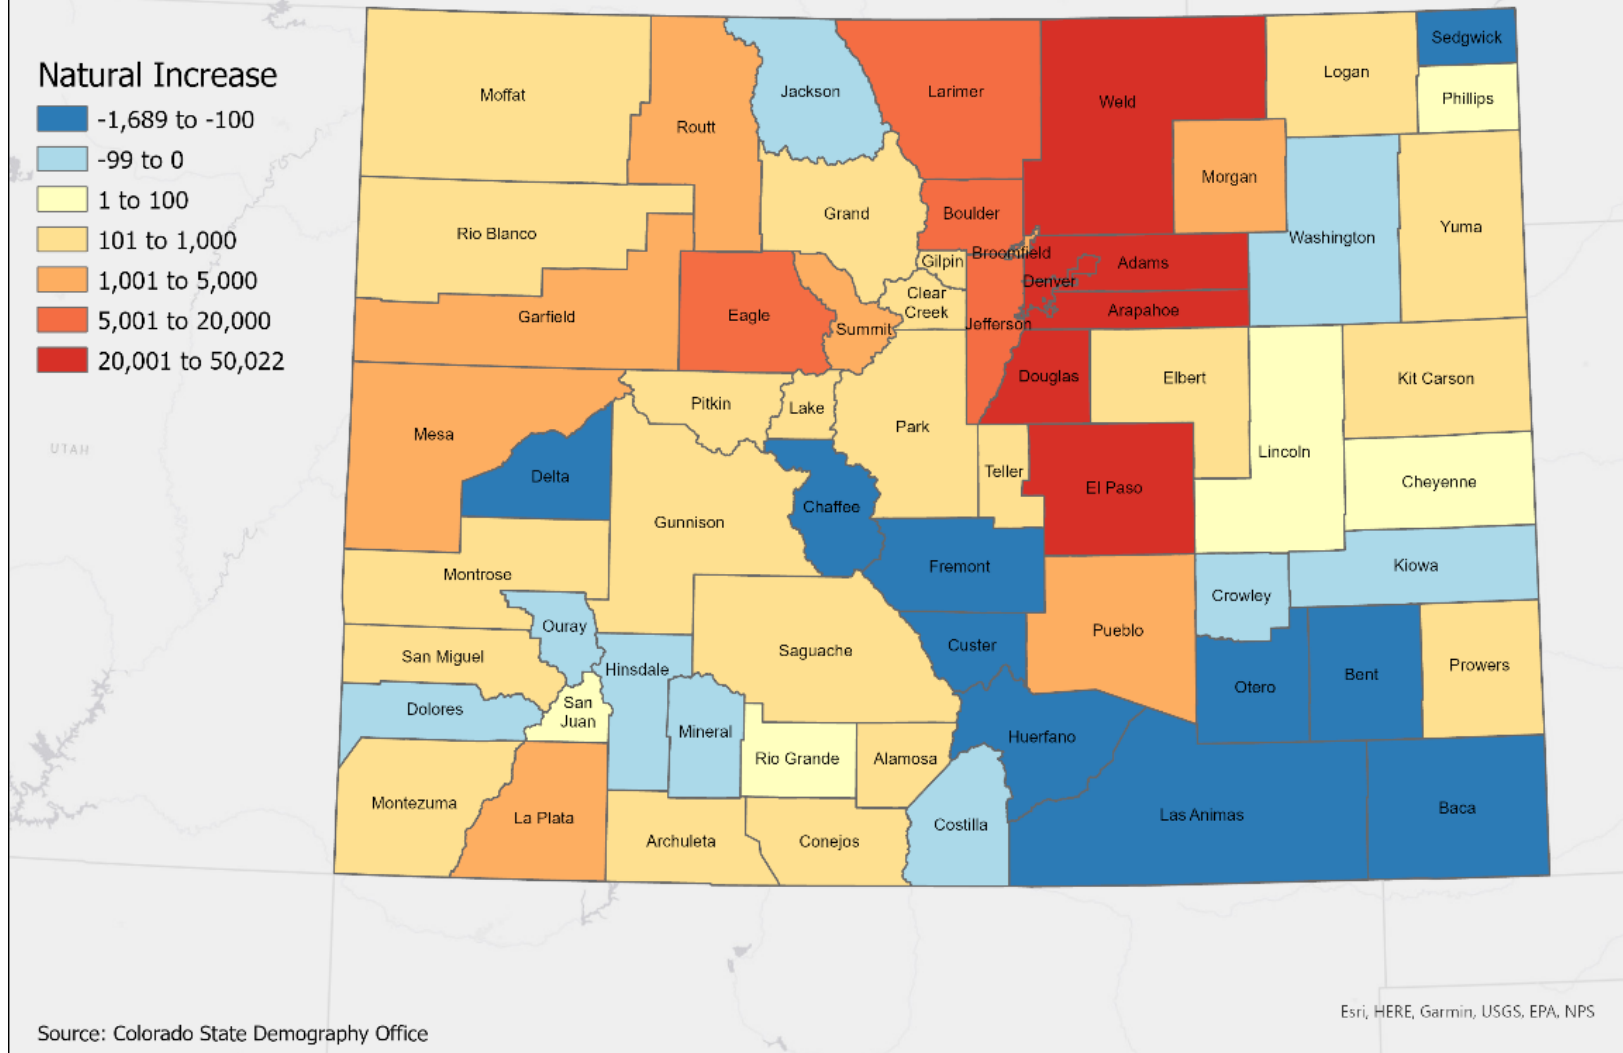 Natural Increase
-1,689 to -100
-99 to 0
1 to 100
101 to 1,000
1,001 to 5,000
5,001 to 20,000
20,001 to 50,022
UTAH
Moffat
Routt
Jackson
Larimer
Weld
Logan
Sedgwick
Phillips
Morgan
Rio Blanco
Grand
Boulder
Washington
Yuma
Broomfield
Gilpin
Adams
Denver
Clear
Creek
Arapahoe
Garfield
Eagle
Summit
Jefferson
Douglas
Elbert
Kit Carson
Pitkin
Lake
Park
Mesa
Lincoln
Teller
Delta
Cheyenne
El Paso
Chaffee
Gunnison
Fremont
Kiowa
Montrose
Crowley
Ouray
Pueblo
Custer
Saguache
San Miguel
Hinsdale
Prowers
Bent
Otero
Dolores
San
Juan
Mineral
Huerfano
Rio Grande
Alamosa
Montezuma
La Plata
Baca
Las Animas
Costilla
Archuleta
Conejos
Esri, HERE, Garmin, USGS, EPA, NPS
Source: Colorado State Demography Office